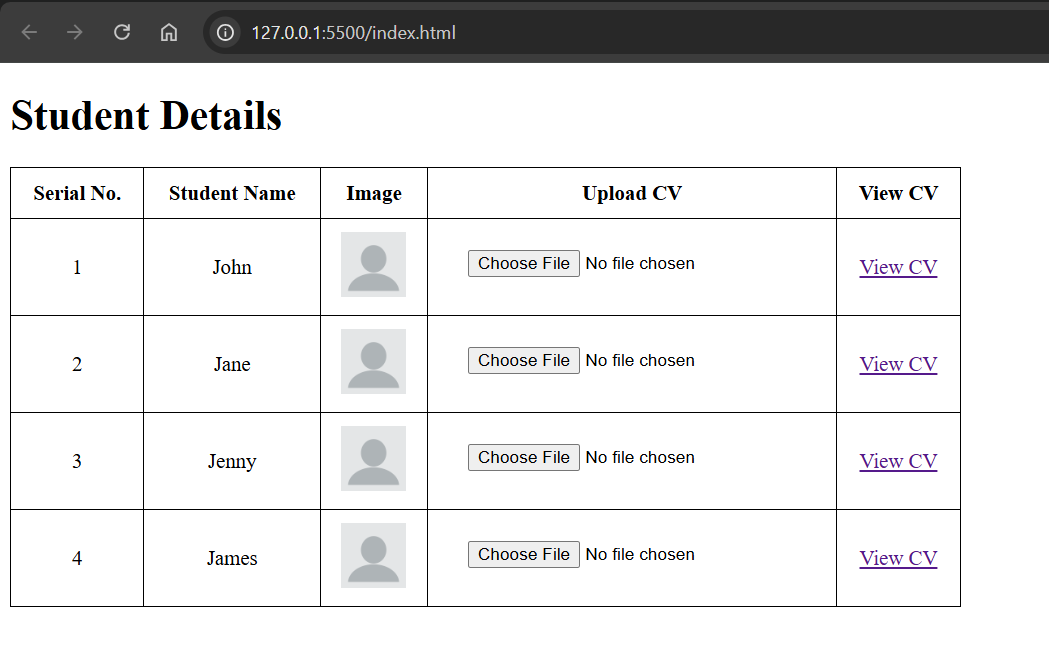 127.0.0.1:5500/index.html
Student Details
Serial No. Student Name Image Upload CV View CV
1 John Choose File No file chosen View CV
2 Jane Choose File No file chosen View CV
3 Jenny Choose File No file chosen View CV
4 James Choose File No file chosen View CV